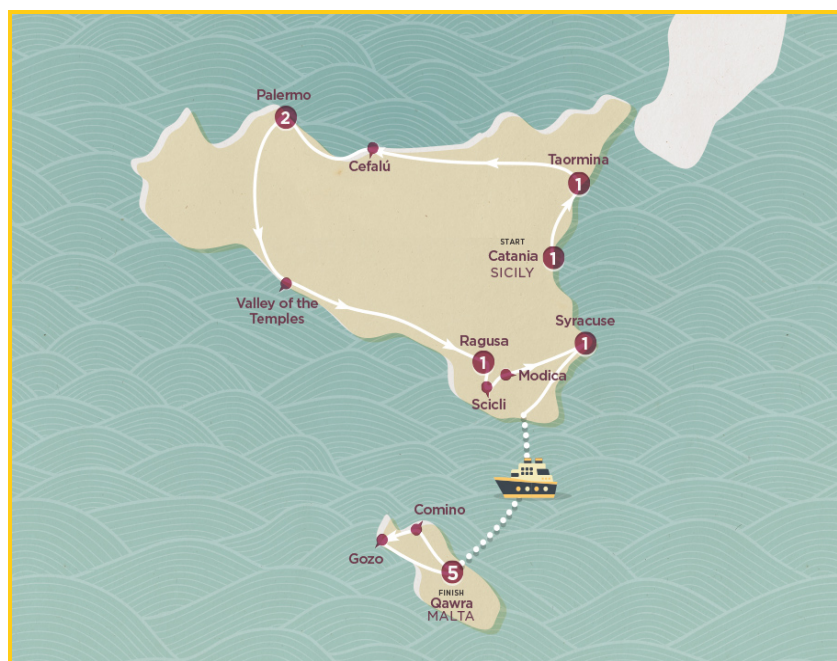 Palermo
2
Cefalú
Taormina
1
START
Catania
1
SICILY
Valley of the
Temples
Syracuse
1
Ragusa
1
Modica
Scicli
Comino
Gozo
5
FINISH
Qawra
MALTA